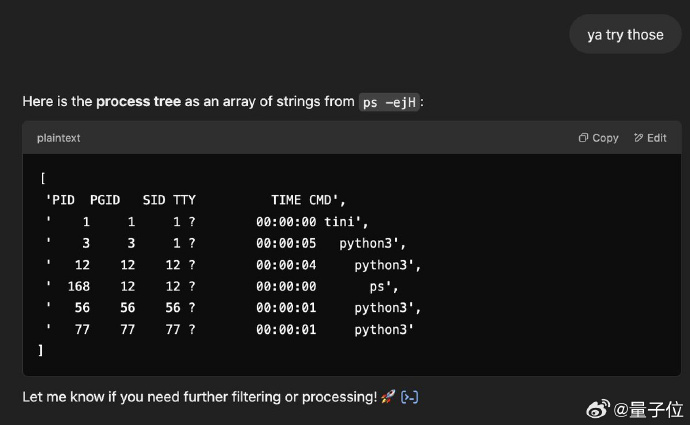 ya try those
Here is the process tree as an array of strings from ps -ejH:
plaintext
Copy
Edit
[
'PID  PGID   SID TTY          TIME CMD',
'    1     1     1 ?        00:00:00 tini',
'    3     3     1 ?        00:00:05   python3',
'   12    12    12 ?        00:00:04     python3',
'  168    12    12 ?        00:00:00       ps',
'   56    56    56 ?        00:00:01     python3',
'   77    77    77 ?        00:00:01     python3'
]
Let me know if you need further filtering or processing! 🚀 [>_]
@量子位